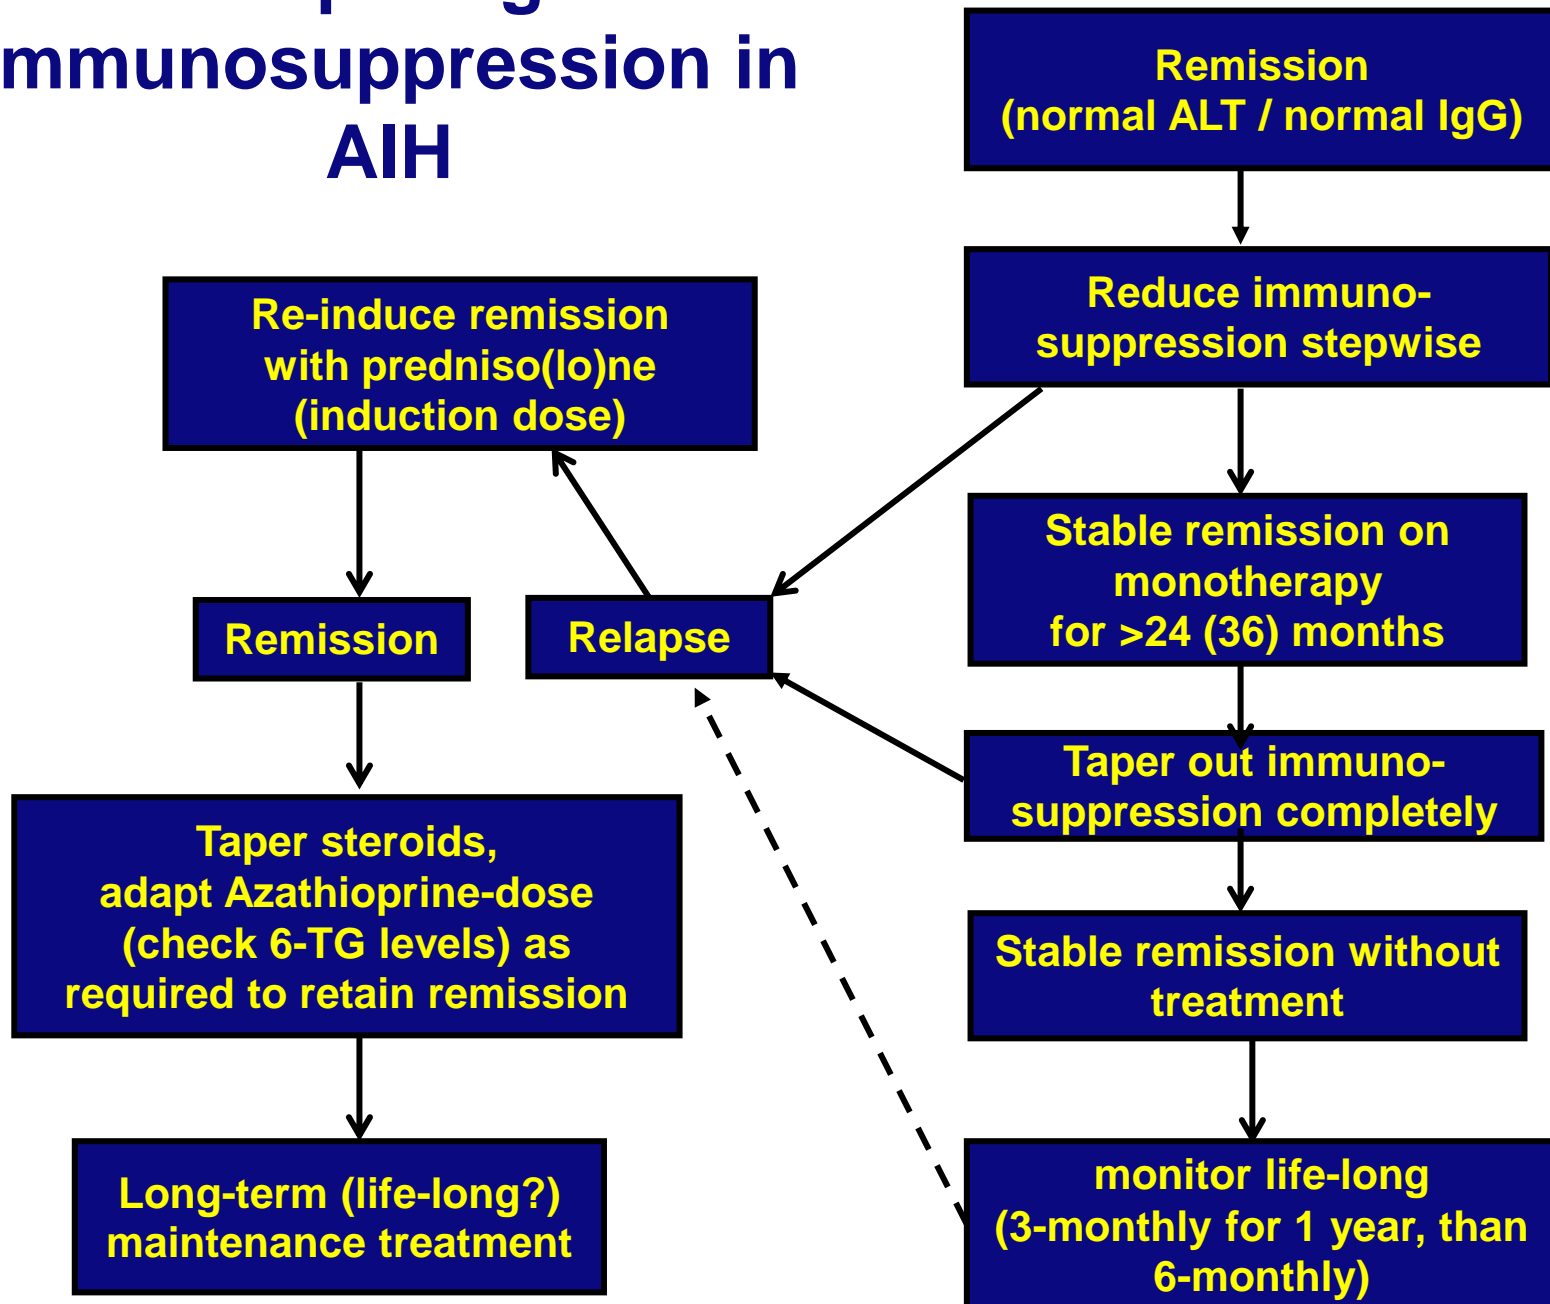 mmunosuppression in
AIH
Remission
(normal ALT / normal IgG)
Reduce immuno-
suppression stepwise
Re-induce remission
with predniso(lo)ne
(induction dose)
Stable remission on
monotherapy
for >24 (36) months
Remission
Relapse
Taper out immuno-
suppression completely
Taper steroids,
adapt Azathioprine-dose
(check 6-TG levels) as
required to retain remission
Stable remission without
treatment
Long-term (life-long?)
maintenance treatment
monitor life-long
(3-monthly for 1 year, than
6-monthly)